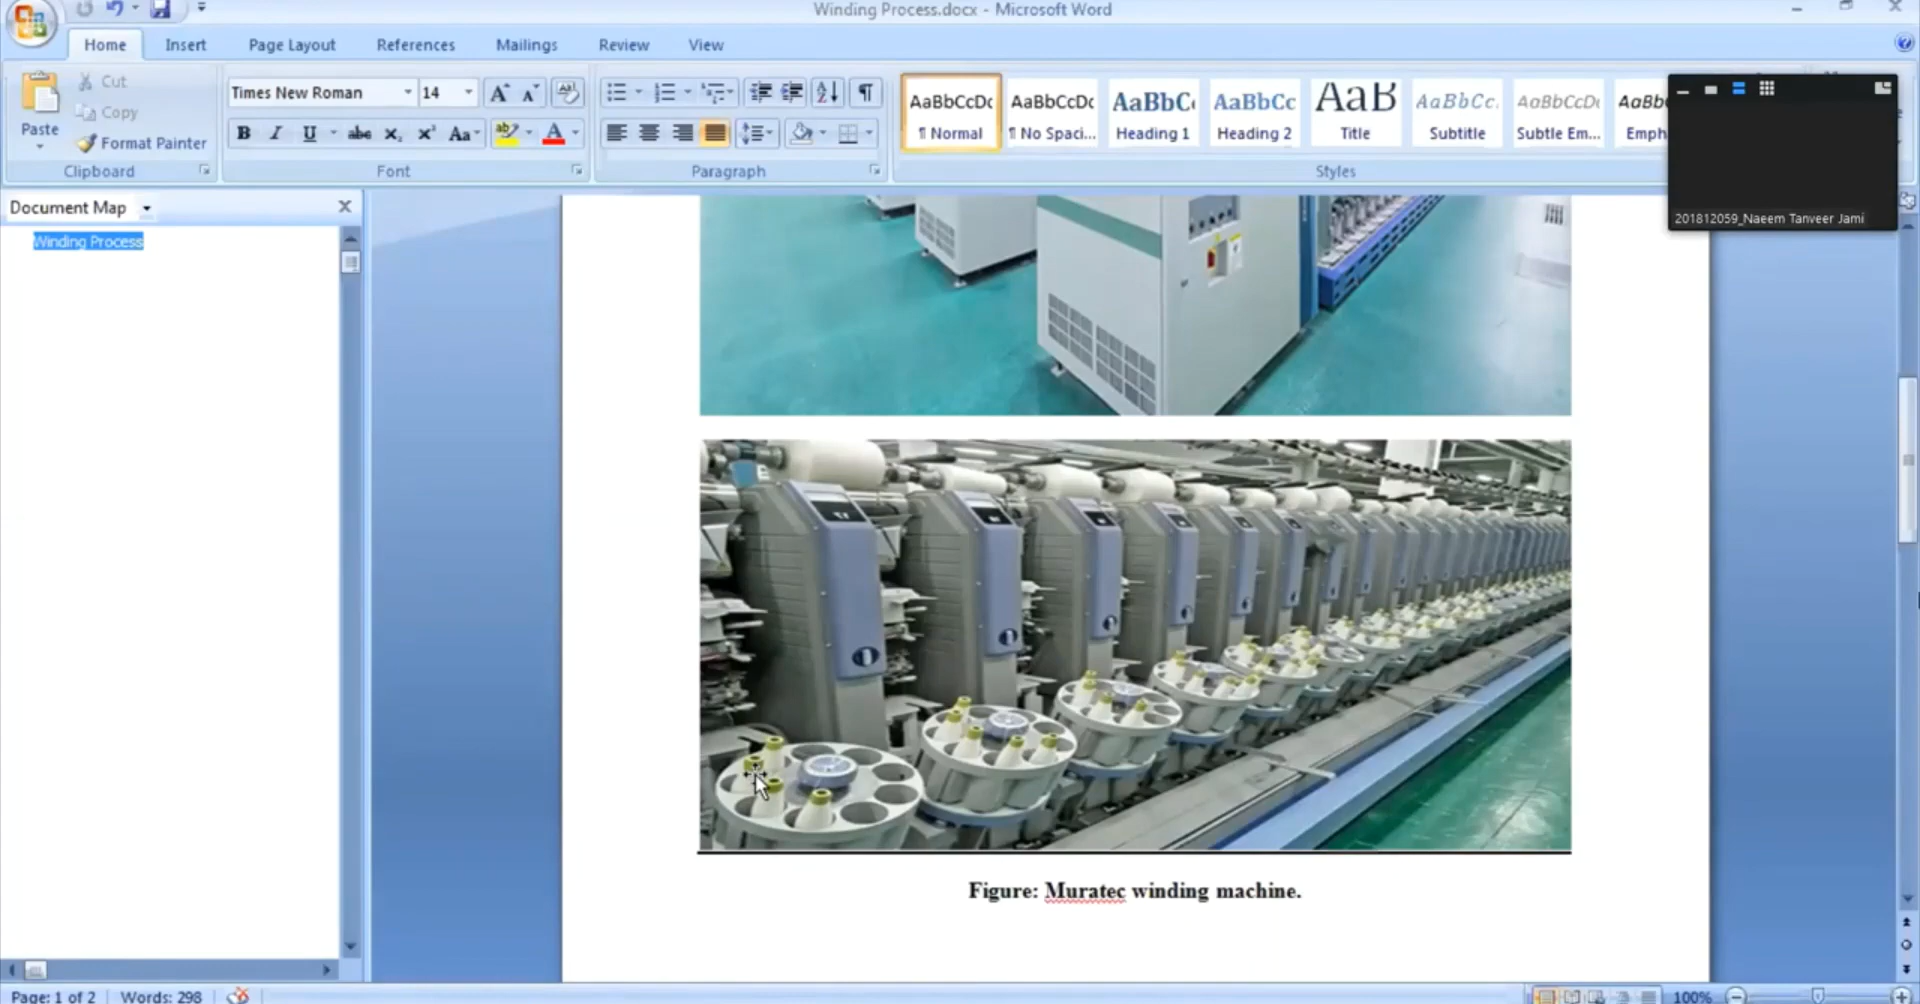 Winding Process.docx - Microsoft Word
Home Insert Page Layout References Mailings Review View
Paste
Cut
Copy
Format Painter
Clipboard
Times New Roman 14
Font
Paragraph
AaBbCcDc AaBbCcDc AaBbC AaBbCc AaB AaBbCc. AaBbCcDc AaBb
¶ Normal ¶ No Spaci... Heading 1 Heading 2 Title Subtitle Subtle Em... Emph
Styles
201812059_Naeem Tanveer Jami
Document Map
Winding Process
Figure: Muratec winding machine.
Page: 1 of 2 Words: 298 100%